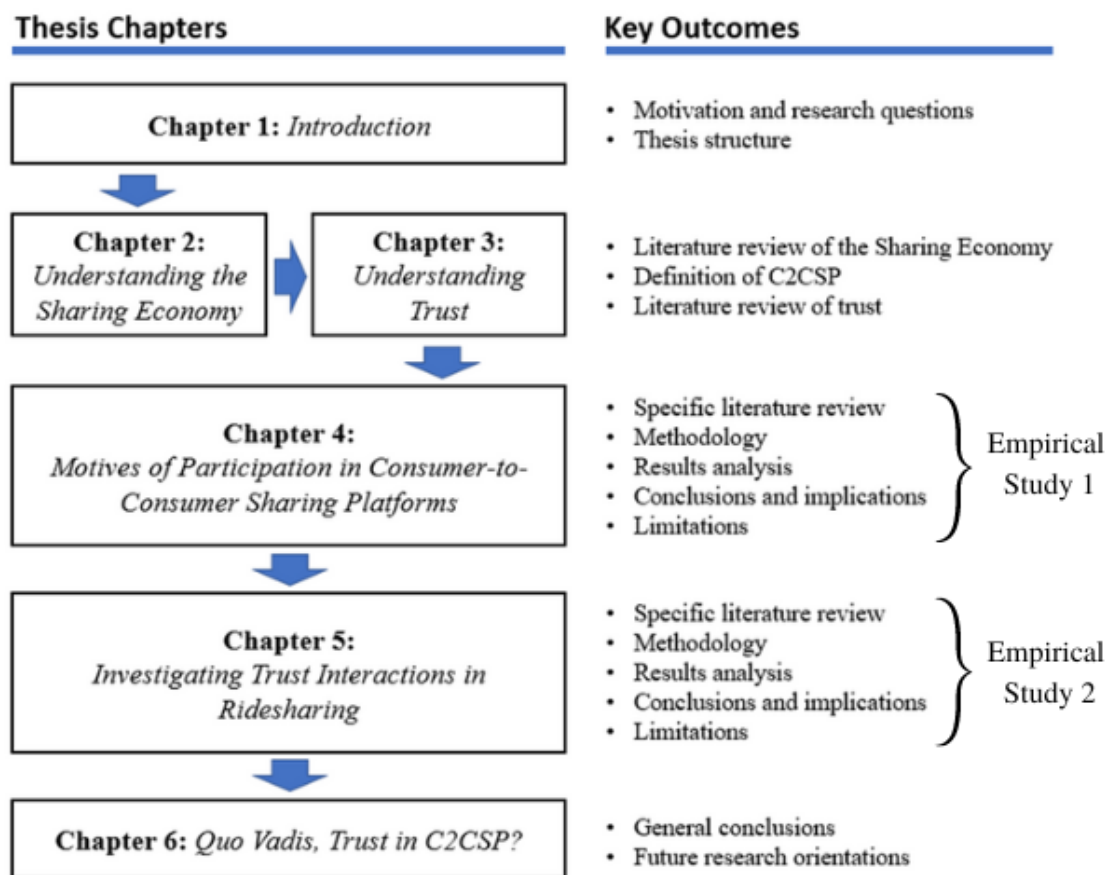 Thesis Chapters
Key Outcomes
Chapter 1: Introduction
• Motivation and research questions
• Thesis structure
Chapter 2:
Understanding the
Sharing Economy
Chapter 3:
Understanding
Trust
• Literature review of the Sharing Economy
• Definition of C2CSP
• Literature review of trust
Chapter 4:
Motives of Participation in Consumer-to-
Consumer Sharing Platforms
• Specific literature review
• Methodology
• Results analysis
• Conclusions and implications
• Limitations
Empirical
Study 1
Chapter 5:
Investigating Trust Interactions in
Ridesharing
• Specific literature review
• Methodology
• Results analysis
• Conclusions and implications
• Limitations
Empirical
Study 2
Chapter 6: Quo Vadis, Trust in C2CSP?
• General conclusions
• Future research orientations